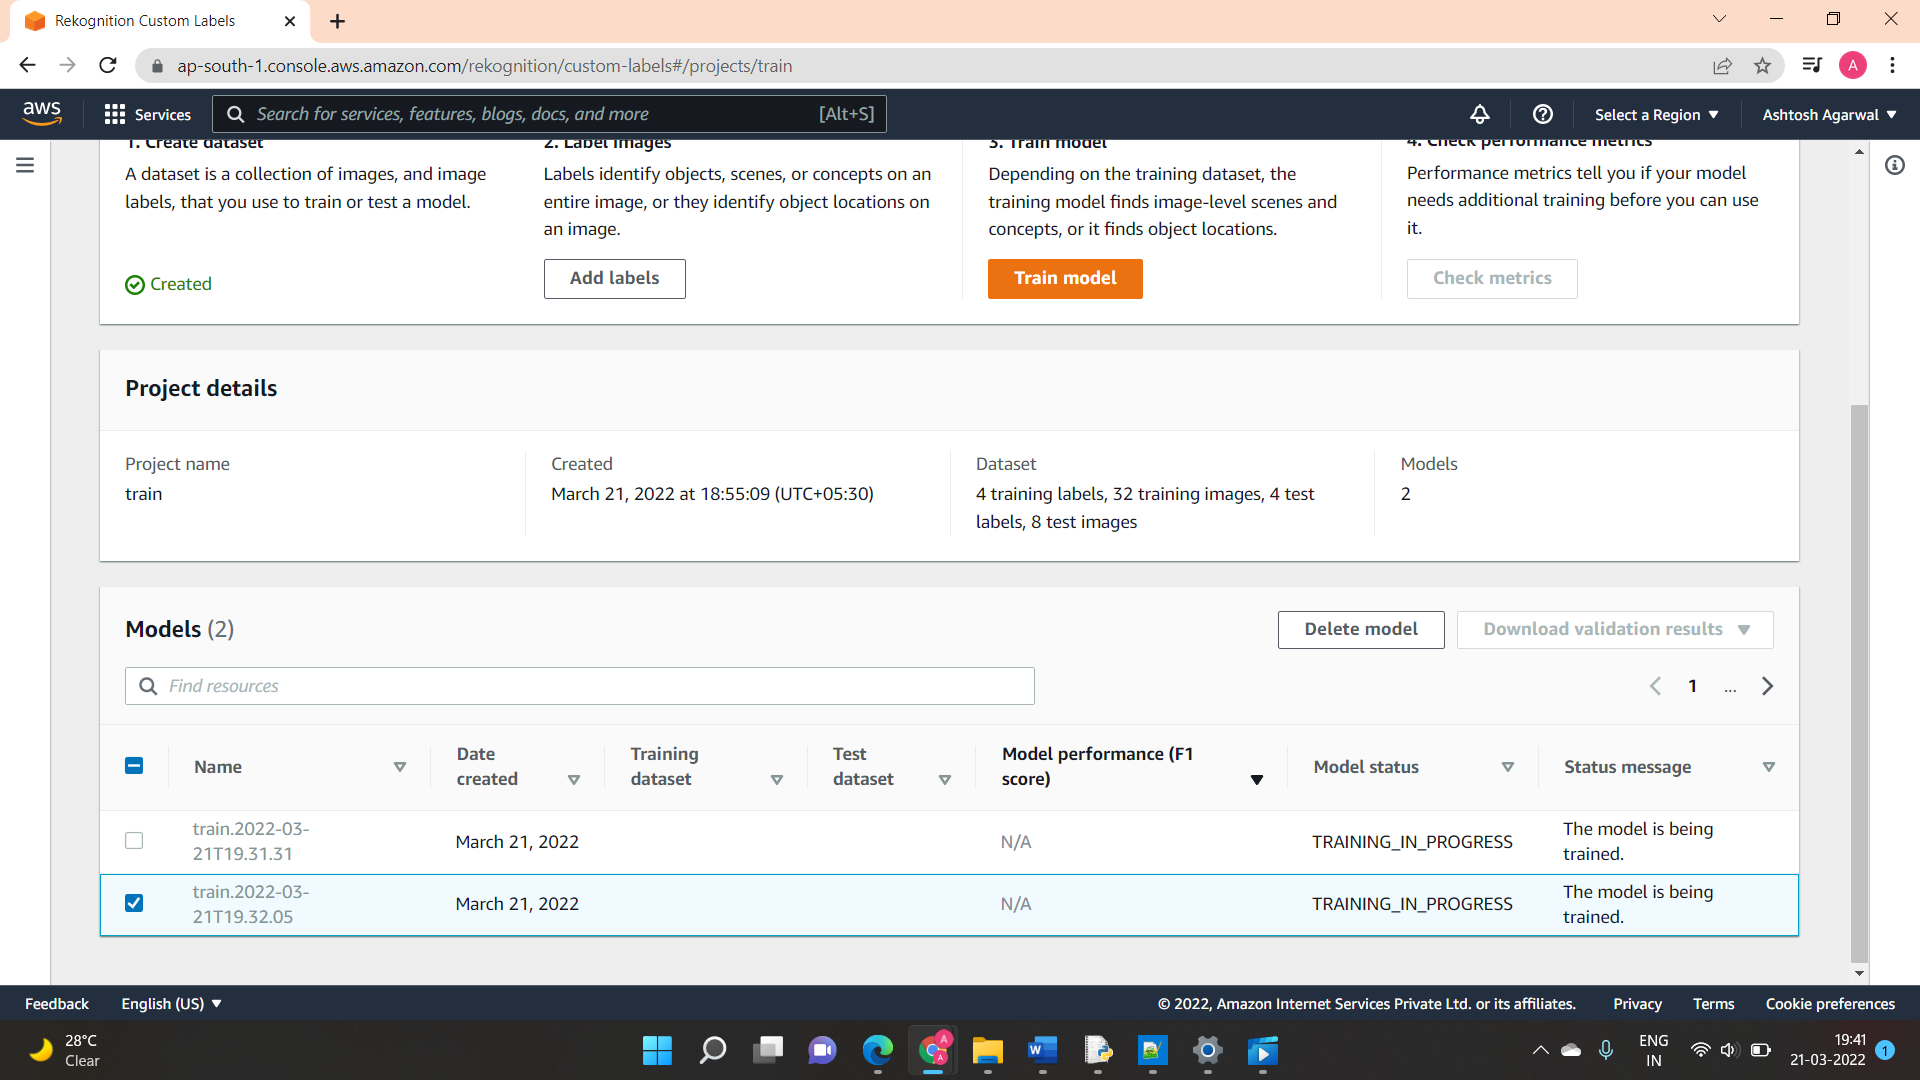 Rekognition Custom Labels
ap-south-1.console.aws.amazon.com/rekognition/custom-labels#/projects/train
A
aws
Services
Search for services, features, blogs, docs, and more
[Alt+S]
Select a Region
Ashtosh Agarwal
1. Create dataset
A dataset is a collection of images, and image
labels, that you use to train or test a model.
Created
2. Label images
Labels identify objects, scenes, or concepts on an
entire image, or they identify object locations on
an image.
Add labels
3. Train model
Depending on the training dataset, the
training model finds image-level scenes and
concepts, or it finds object locations.
Train model
4. Check performance metrics
Performance metrics tell you if your model
needs additional training before you can use
it.
Check metrics
Project details
Project name
train
Created
March 21, 2022 at 18:55:09 (UTC+05:30)
Dataset
4 training labels, 32 training images, 4 test
labels, 8 test images
Models
2
Models (2)
Delete model
Download validation results
Find resources
1 ...
Name
Date
created
Training
dataset
Test
dataset
Model performance (F1
score)
Model status
Status message
train.2022-03-
21T19.31.31
March 21, 2022
N/A
TRAINING_IN_PROGRESS
The model is being
trained.
train.2022-03-
21T19.32.05
March 21, 2022
N/A
TRAINING_IN_PROGRESS
The model is being
trained.
Feedback
English (US)
© 2022, Amazon Internet Services Private Ltd. or its affiliates.
Privacy
Terms
Cookie preferences
28°C
Clear
ENG
IN
19:41
21-03-2022
1